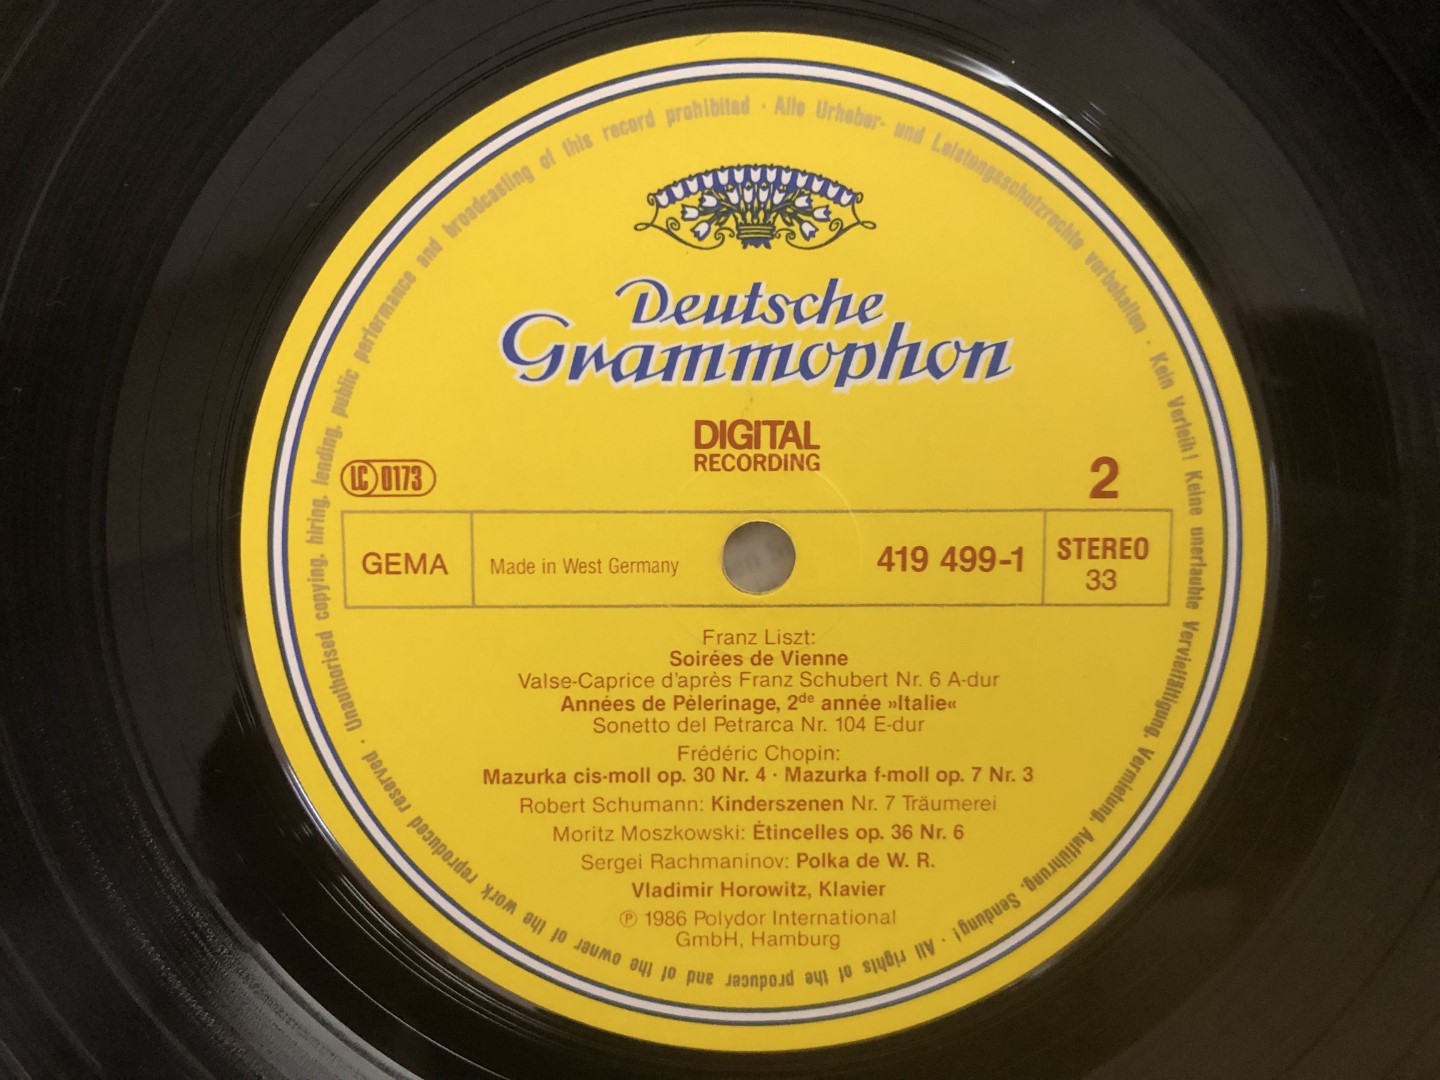 Deutsche
Grammophon
DIGITAL
RECORDING
LC 0173
2
GEMA
Made in West Germany
419 499-1
STEREO
33
Franz Liszt:
Soirées de Vienne
Valse-Caprice d'après Franz Schubert Nr. 6 A-dur
Années de Pèlerinage, 2de année »Italie«
Sonetto del Petrarca Nr. 104 E-dur
Frédéric Chopin:
Mazurka cis-moll op. 30 Nr. 4 · Mazurka f-moll op. 7 Nr. 3
Robert Schumann: Kinderszenen Nr. 7 Träumerei
Moritz Moszkowski: Étincelles op. 36 Nr. 6
Sergei Rachmaninov: Polka de W. R.
Vladimir Horowitz, Klavier
℗ 1986 Polydor International
GmbH, Hamburg
Alle Urheber- und Leistungsschutzrechte vorbehalten · Kein Verleih! Keine unerlaubte Vervielfältigung, Vermietung, Aufführung, Sendung! · All rights of the producer and of the owner of the work reproduced reserved · Unauthorised copying, hiring, lending, public performance and broadcasting of this record prohibited ·